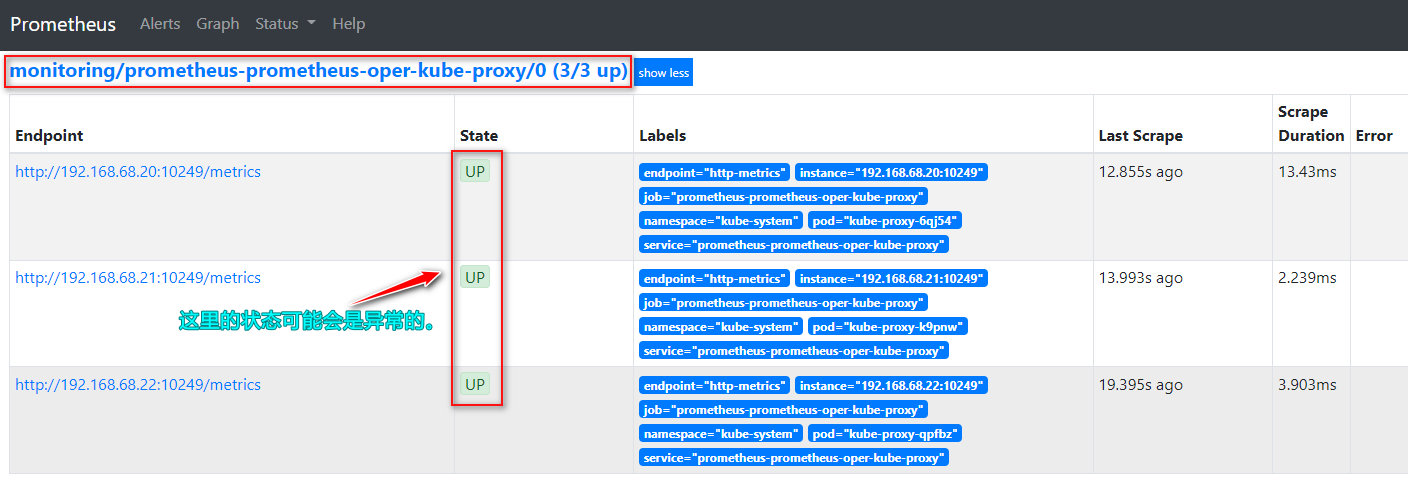 Prometheus Alerts Graph Status Help
monitoring/prometheus-prometheus-oper-kube-proxy/0 (3/3 up) show less
Endpoint State Labels Last Scrape Scrape Duration Error
http://192.168.68.20:10249/metrics UP endpoint="http-metrics" instance="192.168.68.20:10249" 12.855s ago 13.43ms
job="prometheus-prometheus-oper-kube-proxy"
namespace="kube-system" pod="kube-proxy-6qj54"
service="prometheus-prometheus-oper-kube-proxy"
http://192.168.68.21:10249/metrics UP endpoint="http-metrics" instance="192.168.68.21:10249" 13.993s ago 2.239ms
job="prometheus-prometheus-oper-kube-proxy"
这里的状态可能会是异常的。
namespace="kube-system" pod="kube-proxy-k9pnw"
service="prometheus-prometheus-oper-kube-proxy"
http://192.168.68.22:10249/metrics UP endpoint="http-metrics" instance="192.168.68.22:10249" 19.395s ago 3.903ms
job="prometheus-prometheus-oper-kube-proxy"
namespace="kube-system" pod="kube-proxy-qpfbz"
service="prometheus-prometheus-oper-kube-proxy"